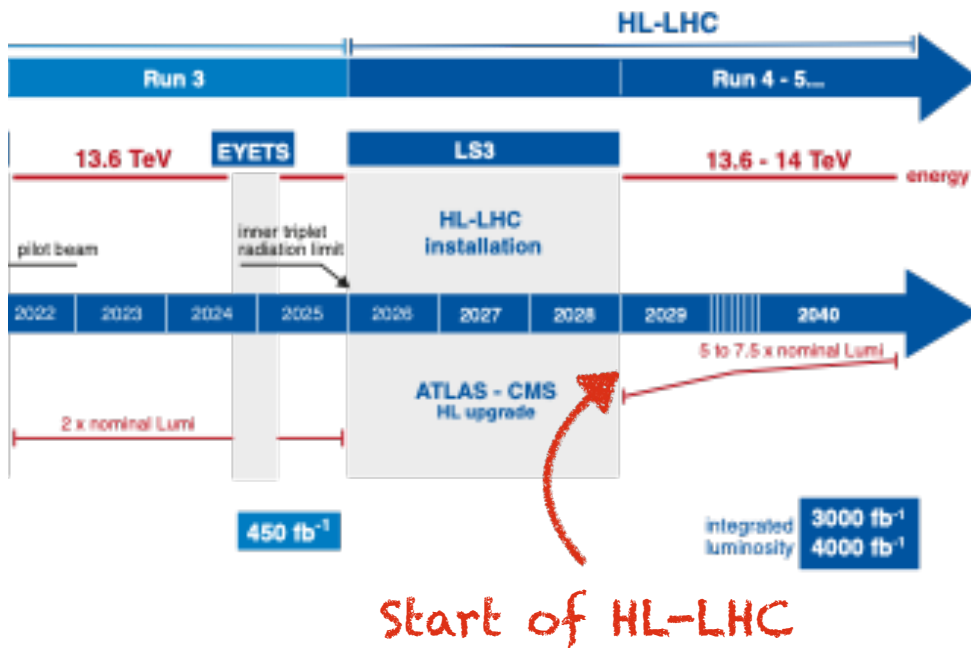 HL-LHC
Run 3
Run 4 - 5...
13.6 TeV
EYETS
LS3
13.6 - 14 TeV
energy
pilot beam
inner triplet
radiation limit
HL-LHC
installation
2022 2023 2024 2025 2026 2027 2028 2029 2040
5 to 7.5 x nominal Lumi
ATLAS - CMS
HL upgrade
2 x nominal Lumi
450 fb⁻¹
integrated
luminosity
3000 fb⁻¹
4000 fb⁻¹
Start of HL-LHC